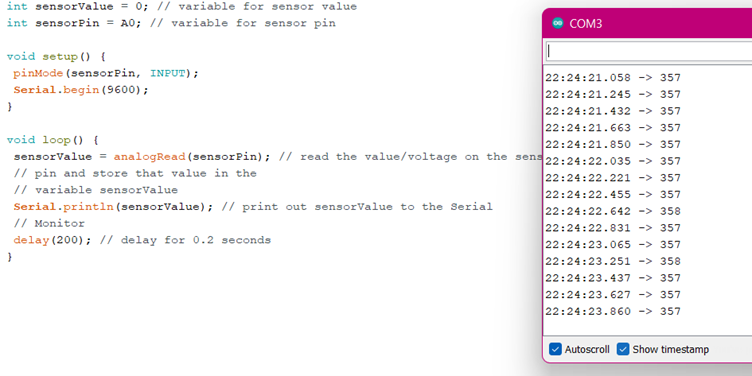 int sensorValue = 0; // variable for sensor value
int sensorPin = A0; // variable for sensor pin
void setup() {
pinMode(sensorPin, INPUT);
Serial.begin(9600);
}
void loop() {
sensorValue = analogRead(sensorPin); // read the value/voltage on the sens
// pin and store that value in the
// variable sensorValue
Serial.println(sensorValue); // print out sensorValue to the Serial
// Monitor
delay(200); // delay for 0.2 seconds
}
COM3
22:24:21.058 -> 357
22:24:21.245 -> 357
22:24:21.432 -> 357
22:24:21.663 -> 357
22:24:21.850 -> 357
22:24:22.035 -> 357
22:24:22.221 -> 357
22:24:22.455 -> 357
22:24:22.642 -> 358
22:24:22.831 -> 357
22:24:23.065 -> 357
22:24:23.251 -> 358
22:24:23.437 -> 357
22:24:23.627 -> 357
22:24:23.860 -> 357
Autoscroll Show timestamp